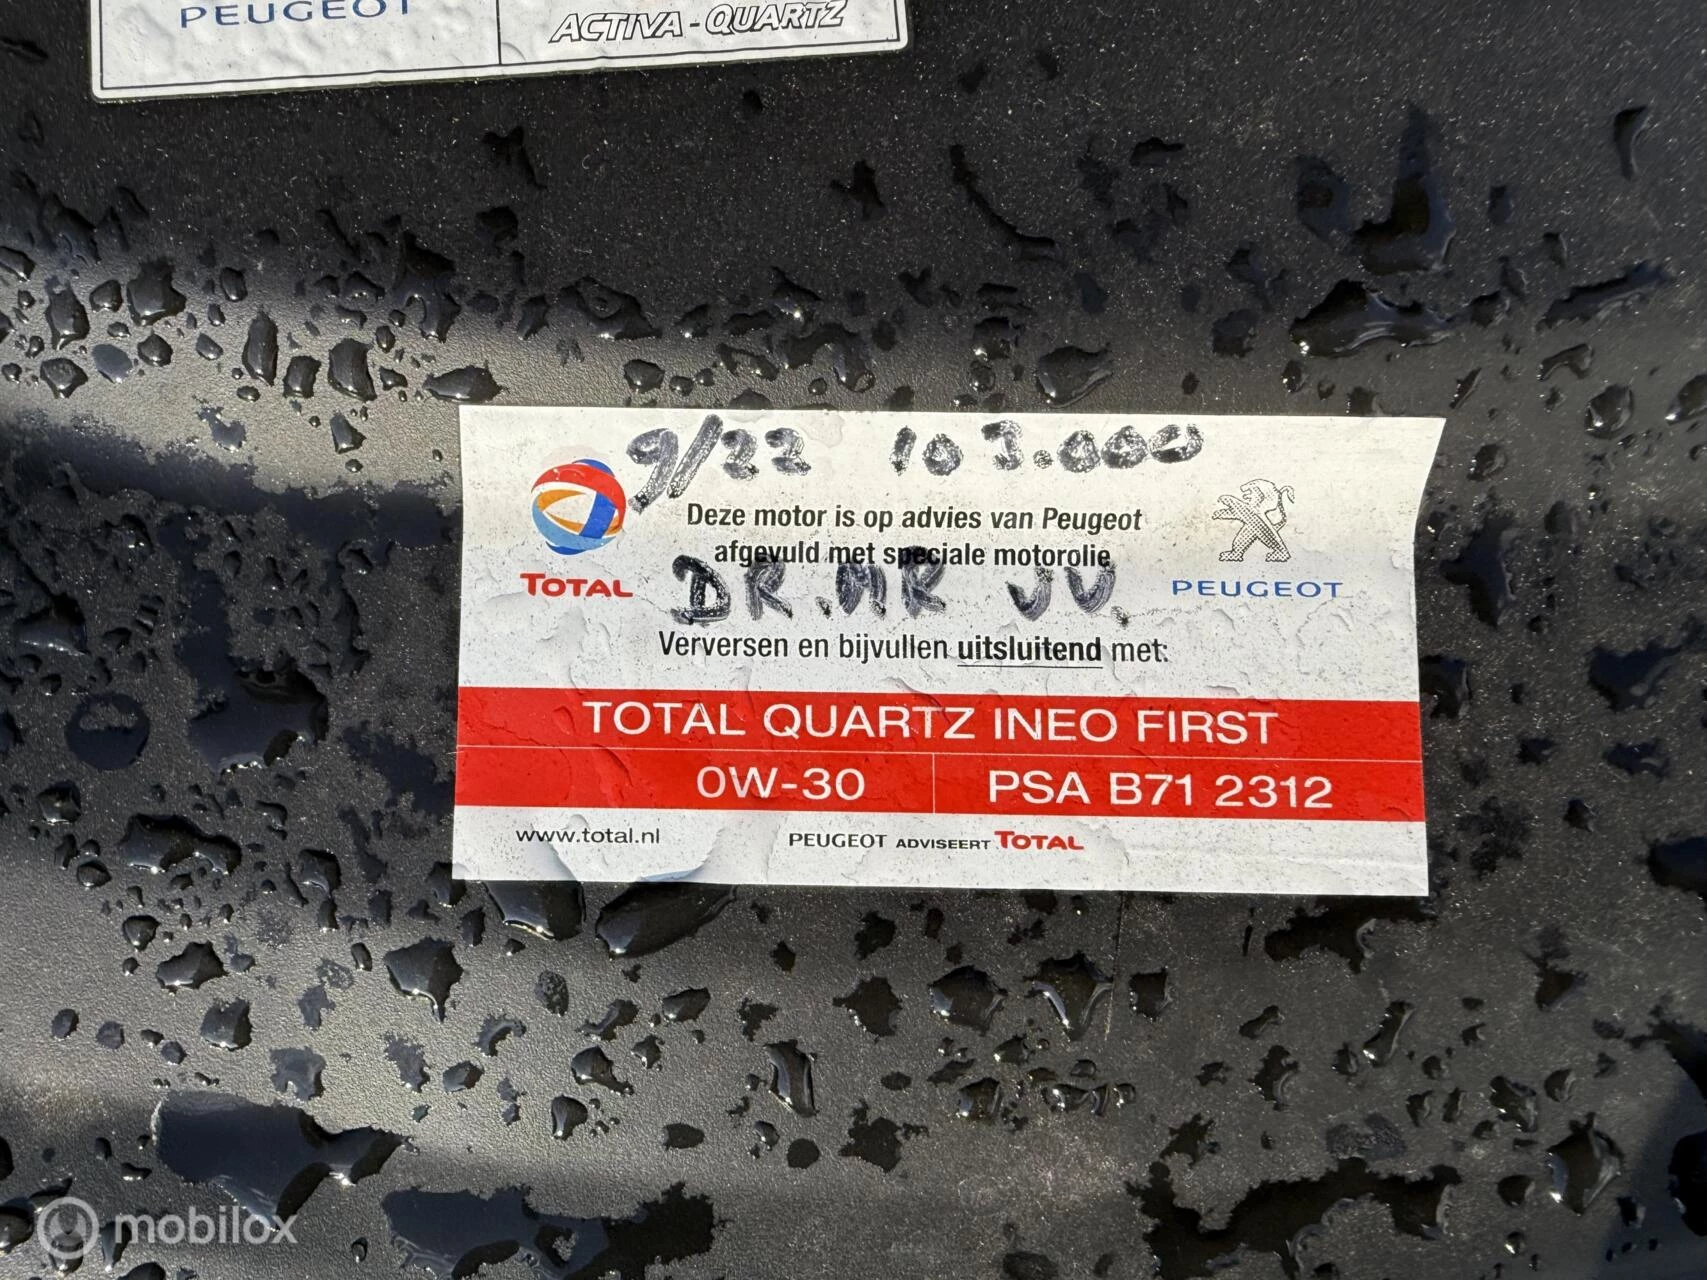 PEUGEOT
ACTIVA-QUARTZ
9/22 103.000
Deze motor is op advies van Peugeot
afgevuld met speciale motorolie
TOTAL
DR.MR VV.
PEUGEOT
Verversen en bijvullen uitsluitend met:
TOTAL QUARTZ INEO FIRST
0W-30 PSA B71 2312
www.total.nl PEUGEOT ADVISEERT TOTAL
mobilox